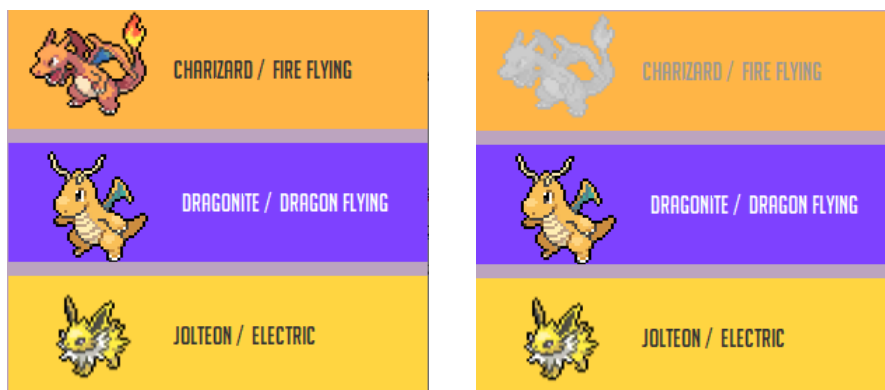 CHARIZARD / FIRE FLYING
DRAGONITE / DRAGON FLYING
JOLTEON / ELECTRIC
CHARIZARD / FIRE FLYING
DRAGONITE / DRAGON FLYING
JOLTEON / ELECTRIC